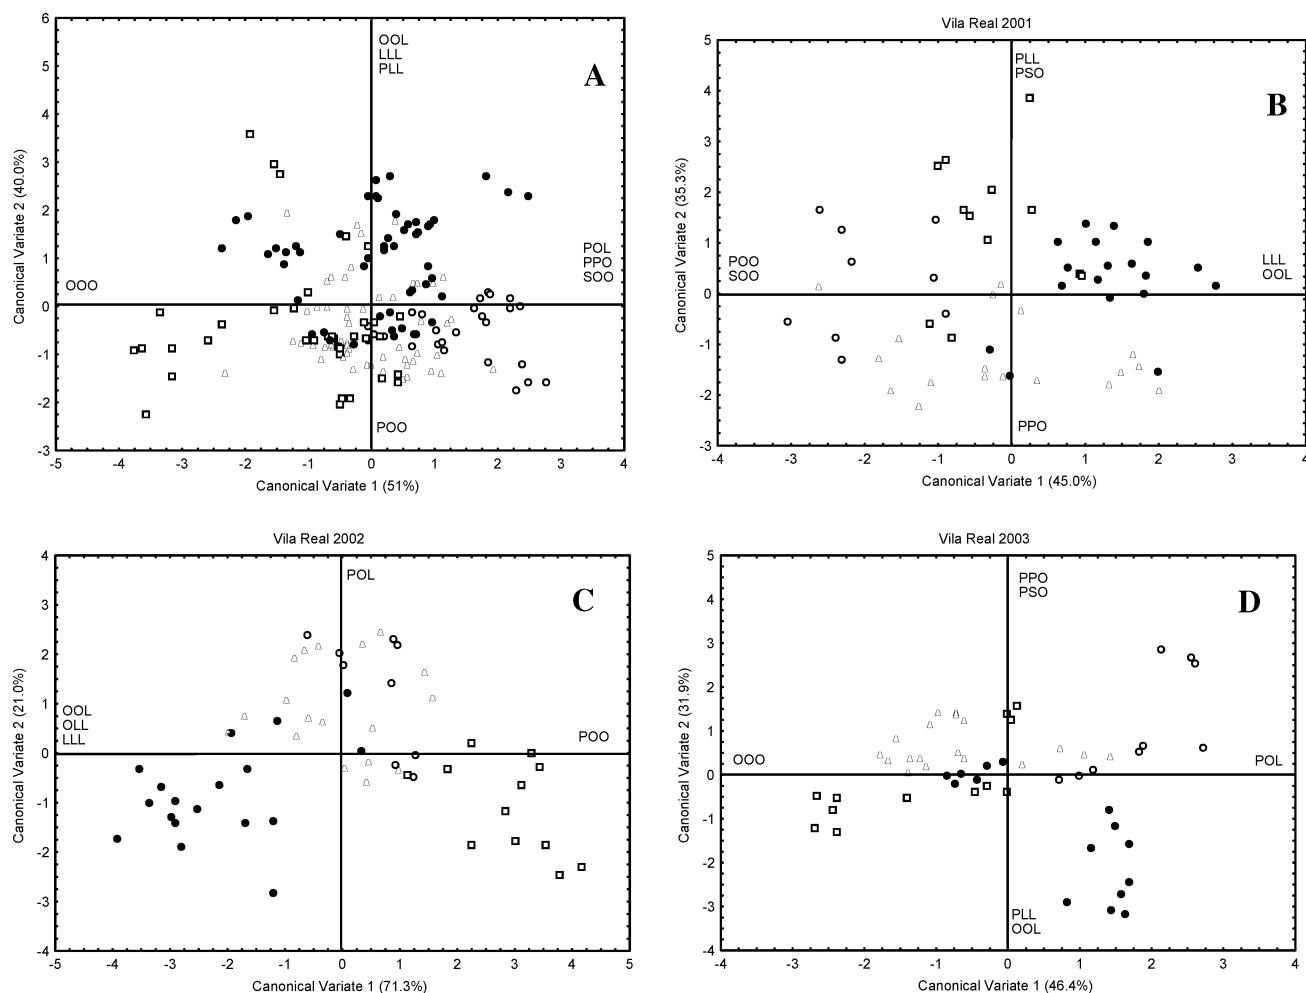 A
OOL
LLL
PLL
POL
PPO
SOO
OOO
POO
6
5
4
3
2
1
0
-1
-2
-3
-5 -4 -3 -2 -1 0 1 2 3 4
Canonical Variate 2 (40.0%)
Canonical Variate 1 (51%)
Vila Real 2001
B
PLL
PSO
LLL
OOL
POO
SOO
PPO
5
4
3
2
1
0
-1
-2
-3
-4 -3 -2 -1 0 1 2 3 4
Canonical Variate 2 (35.3%)
Canonical Variate 1 (45.0%)
Vila Real 2002
C
POL
OOL
OLL
LLL
POO
4
3
2
1
0
-1
-2
-3
-4
-5 -4 -3 -2 -1 0 1 2 3 4 5
Canonical Variate 2 (21.0%)
Canonical Variate 1 (71.3%)
Vila Real 2003
D
PPO
PSO
OOO
POL
PLL
OOL
5
4
3
2
1
0
-1
-2
-3
-4
-4 -3 -2 -1 0 1 2 3 4
Canonical Variate 2 (31.9%)
Canonical Variate 1 (46.4%)